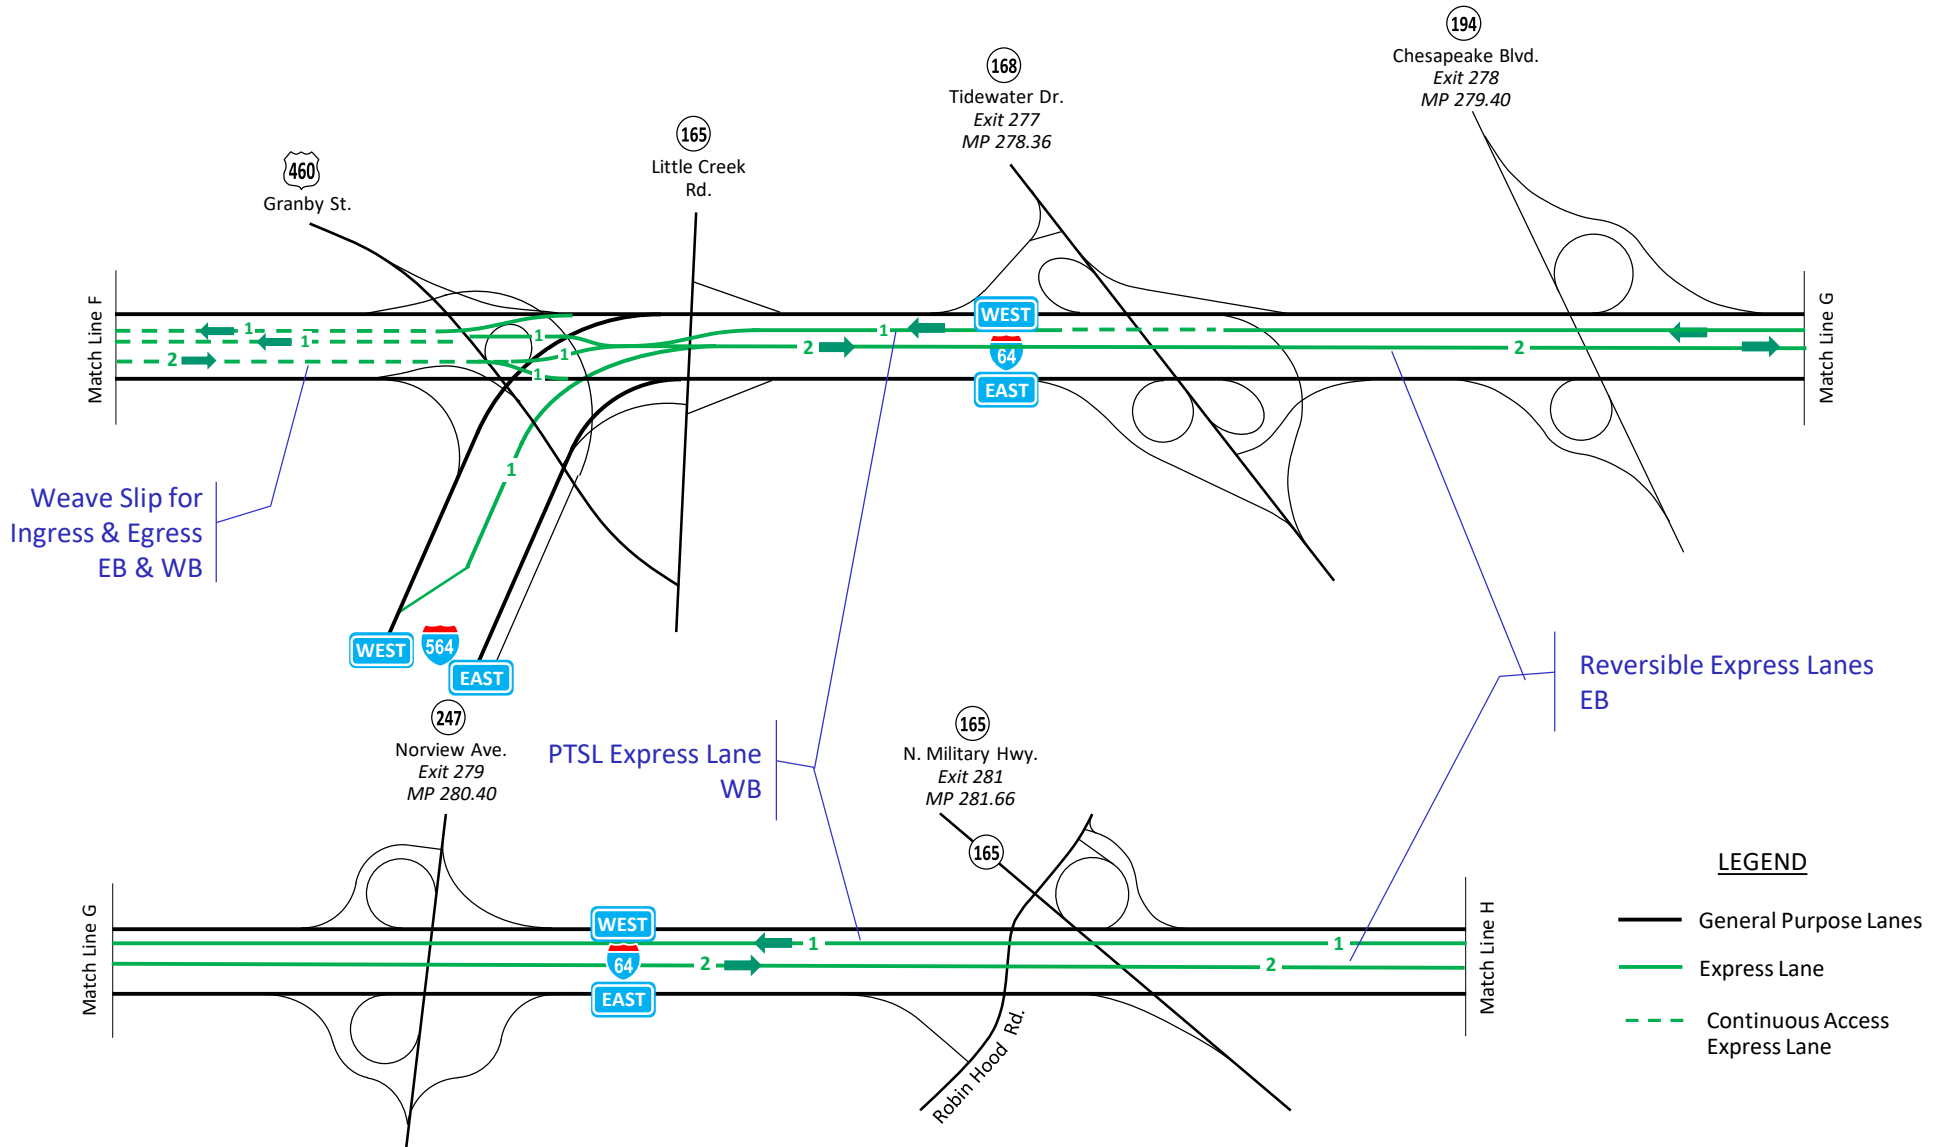 194
Chesapeake Blvd.
Exit 278
MP 279.40
168
Tidewater Dr.
Exit 277
MP 278.36
165
Little Creek
Rd.
460
Granby St.
Match Line F
1
1
2
1
1
1
1
1
2
WEST
64
EAST
2
Match Line G
Weave Slip for
Ingress & Egress
EB & WB
WEST
564
EAST
Reversible Express Lanes
EB
PTSL Express Lane
WB
247
Norview Ave.
Exit 279
MP 280.40
165
N. Military Hwy.
Exit 281
MP 281.66
165
Match Line G
WEST
64
EAST
1
2
1
2
Match Line H
Robin Hood Rd.
LEGEND
General Purpose Lanes
Express Lane
Continuous Access
Express Lane